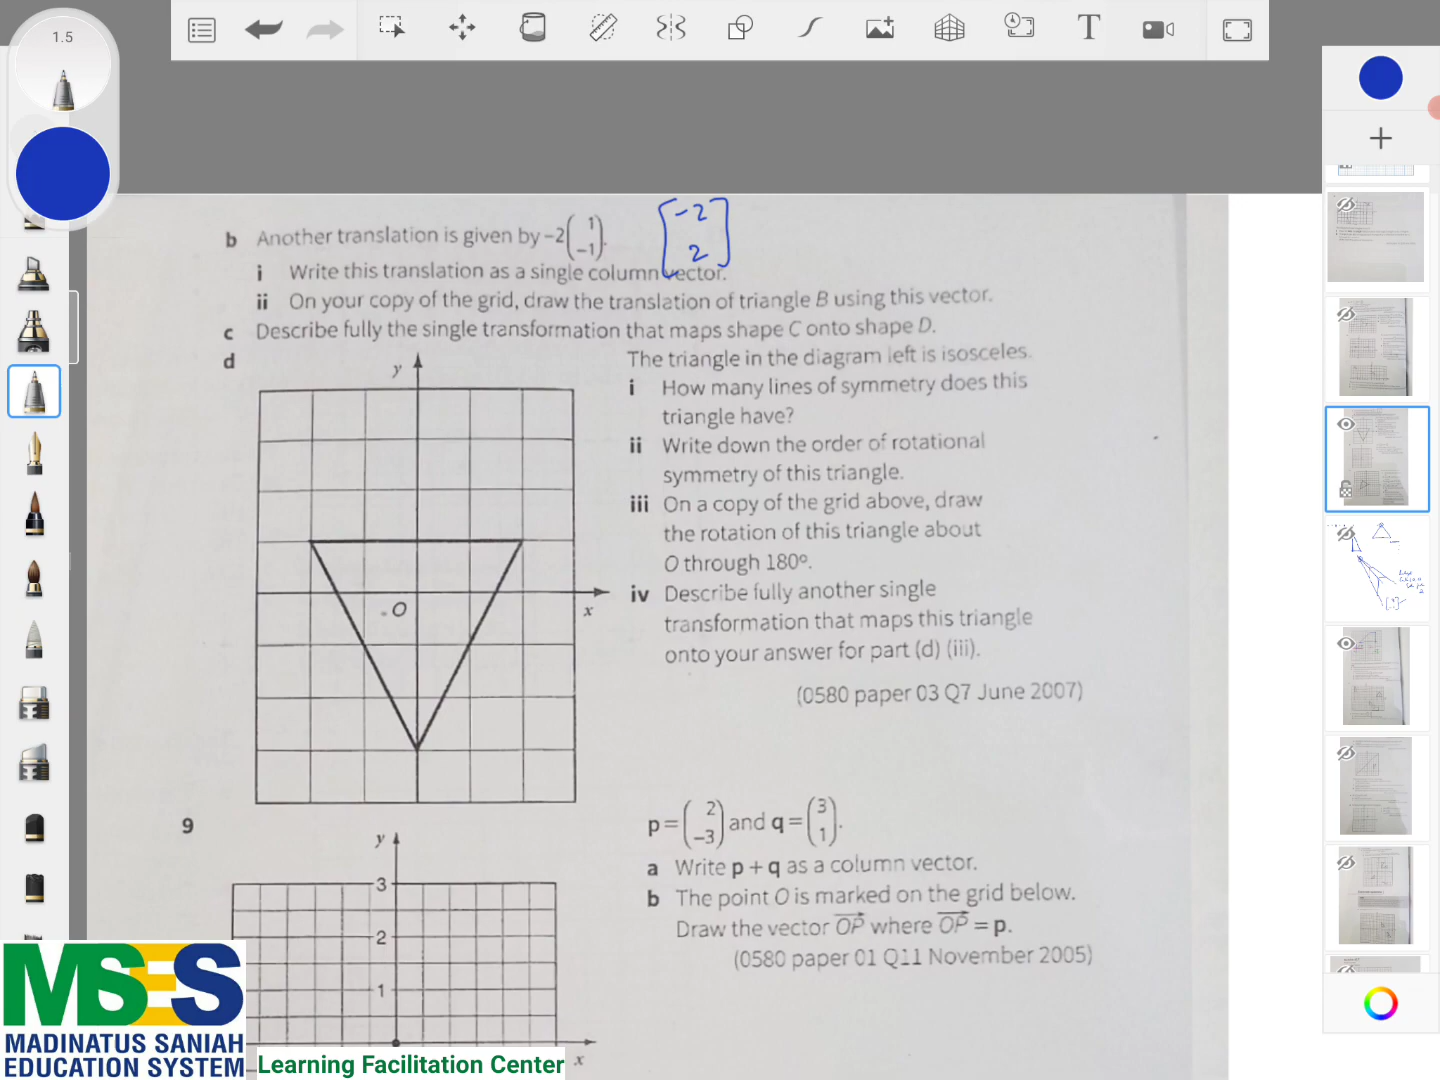 1.5
T
b Another translation is given by −2(1 −1). [−2 2]
i Write this translation as a single column vector.
ii On your copy of the grid, draw the translation of triangle B using this vector.
c Describe fully the single transformation that maps shape C onto shape D.
d
y
O
x
The triangle in the diagram left is isosceles.
i How many lines of symmetry does this
triangle have?
ii Write down the order of rotational
symmetry of this triangle.
iii On a copy of the grid above, draw
the rotation of this triangle about
O through 180º.
iv Describe fully another single
transformation that maps this triangle
onto your answer for part (d) (iii).
(0580 paper 03 Q7 June 2007)
9
y
3
2
1
x
p=(2 −3) and q=(3 1).
a Write p + q as a column vector.
b The point O is marked on the grid below.
Draw the vector OP where OP = p.
(0580 paper 01 Q11 November 2005)
MSES
MADINATUS SANIAH
EDUCATION SYSTEM
Learning Facilitation Center